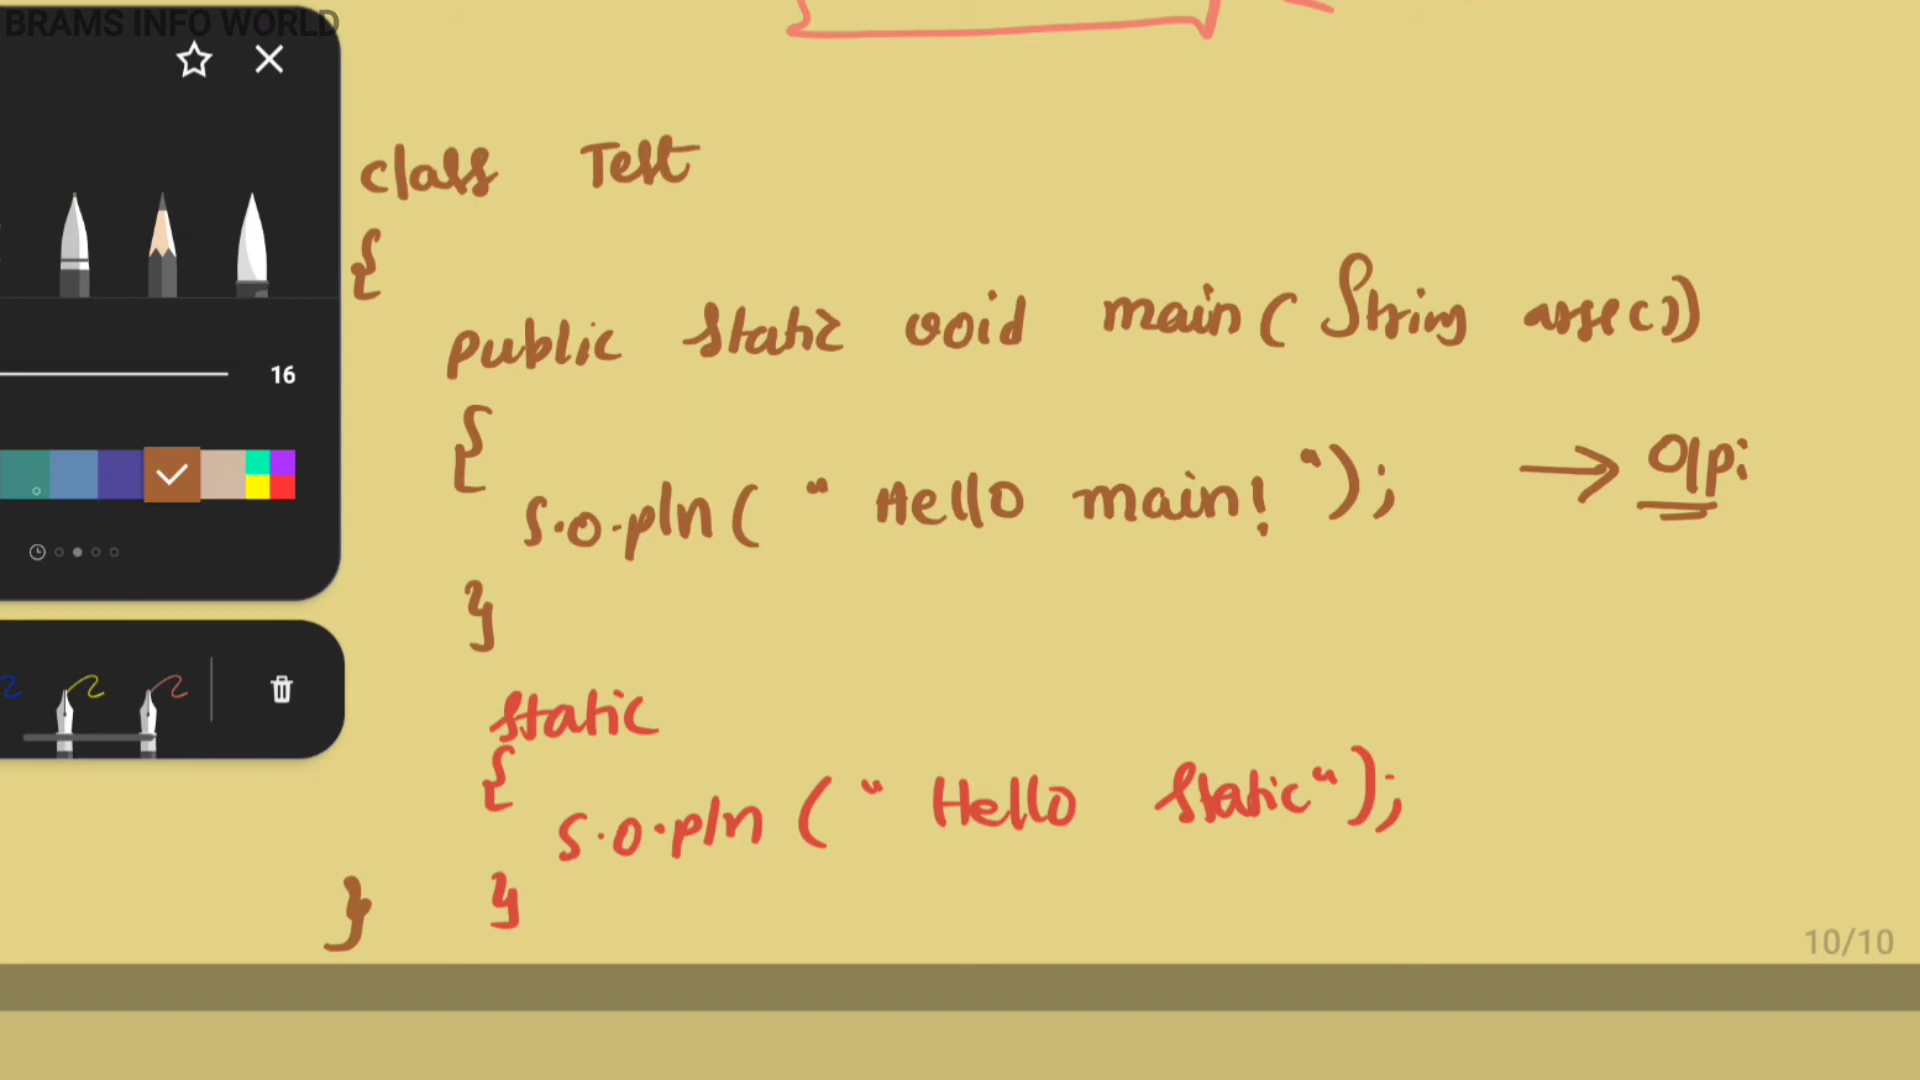 BRAMS INFO WORLD
16
class Test
{
public static void main( String args[])
{
S.O.pln( " Hello main! "); → O/p:
}
static
{
S.O.pln ( " Hello static");
}
}
10/10